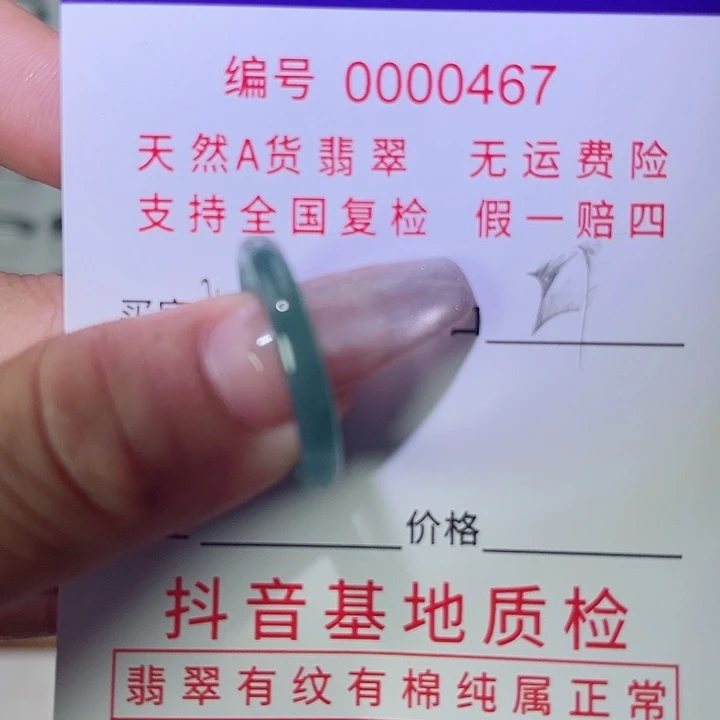 编号 0000467
天然A货翡翠 无运费险
支持全国复检 假一赔四
价格
抖音基地质检
翡翠有纹有棉纯属正常